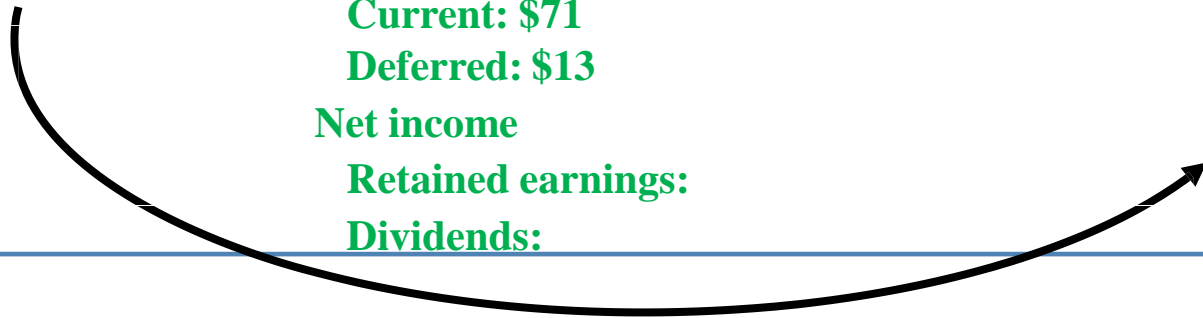 Current: $71
Deferred: $13
Net income
Retained earnings:
Dividends: